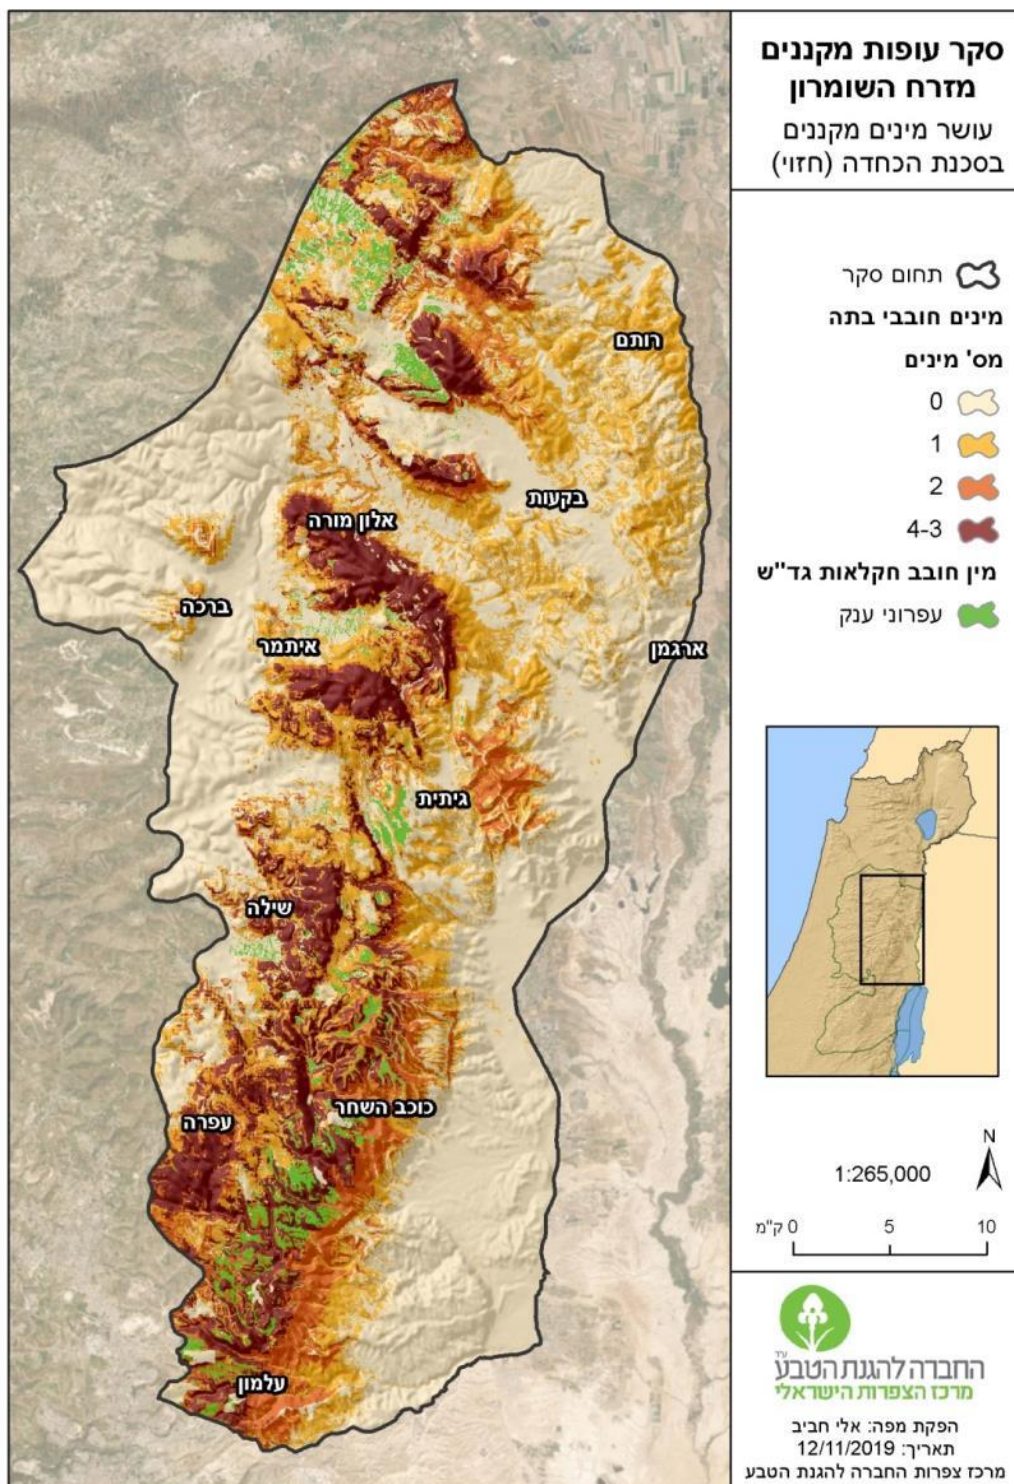 סקר עופות מקננים
מזרח השומרון
עושר מינים מקננים
בסכנת הכחדה (חזוי)
תחום סקר
מינים חובבי בתה
מס' מינים
0
1
2
4-3
מין חובב חקלאות גד"ש
עפרוני ענק
רותם
בקעות
אלון מורה
ברכה
איתמר
ארגמן
גיתית
שילה
כוכב השחר
עפרה
עלמון
N
1:265,000
ק"מ 0 5 10
החברה להגנת הטבע ע"ר
מרכז הצפרות הישראלי
הפקת מפה: אלי חביב
תאריך: 12/11/2019
מרכז צפרות החברה להגנת הטבע